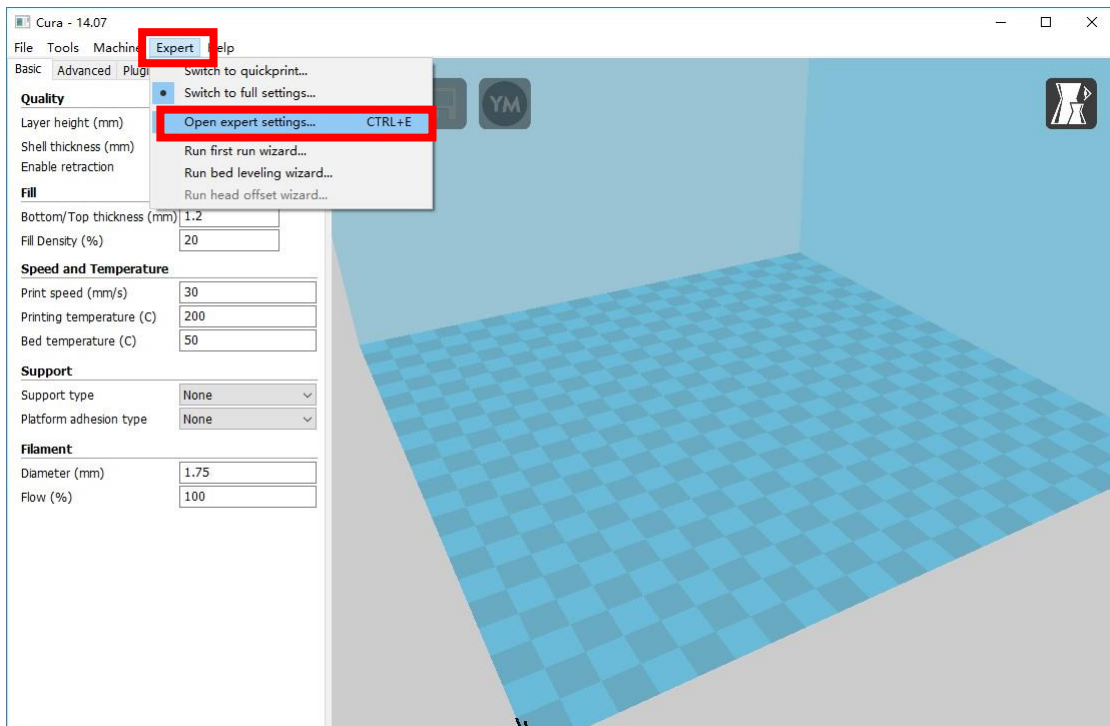 Cura - 14.07
File Tools Machine Expert Help
Basic Advanced Plugi
Switch to quickprint...
Switch to full settings...
Open expert settings... CTRL+E
Run first run wizard...
Run bed leveling wizard...
Run head offset wizard...
YM
Quality
Layer height (mm)
Shell thickness (mm)
Enable retraction
Fill
Bottom/Top thickness (mm) 1.2
Fill Density (%) 20
Speed and Temperature
Print speed (mm/s) 30
Printing temperature (C) 200
Bed temperature (C) 50
Support
Support type None
Platform adhesion type None
Filament
Diameter (mm) 1.75
Flow (%) 100